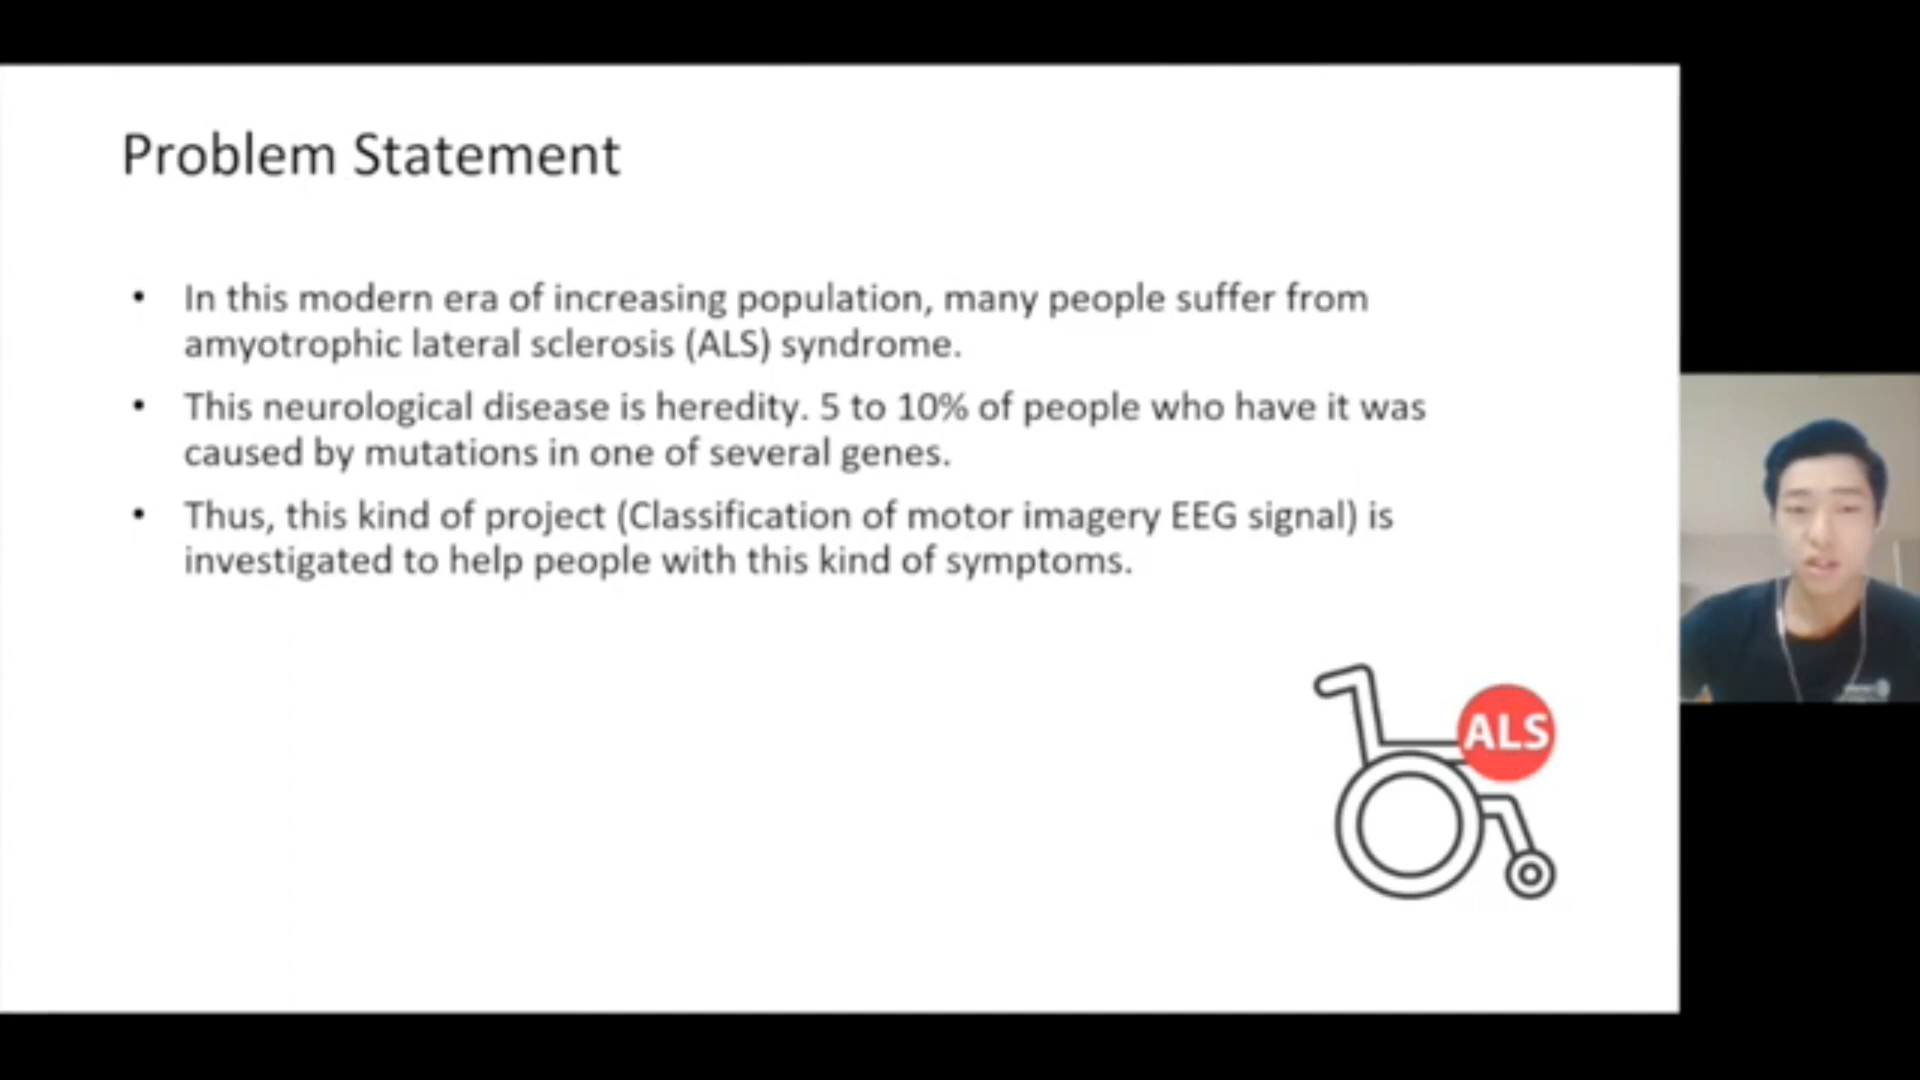 Problem Statement
• In this modern era of increasing population, many people suffer from
amyotrophic lateral sclerosis (ALS) syndrome.
• This neurological disease is heredity. 5 to 10% of people who have it was
caused by mutations in one of several genes.
• Thus, this kind of project (Classification of motor imagery EEG signal) is
investigated to help people with this kind of symptoms.
ALS